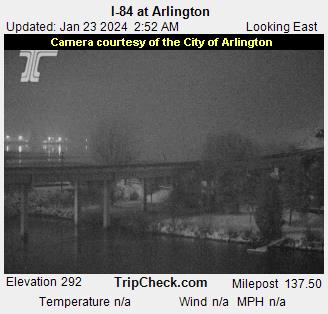 I-84 at Arlington
Updated: Jan 23 2024 2:52 AM Looking East
Camera courtesy of the City of Arlington
Elevation 292 TripCheck.com Milepost 137.50
Temperature n/a Wind n/a MPH n/a